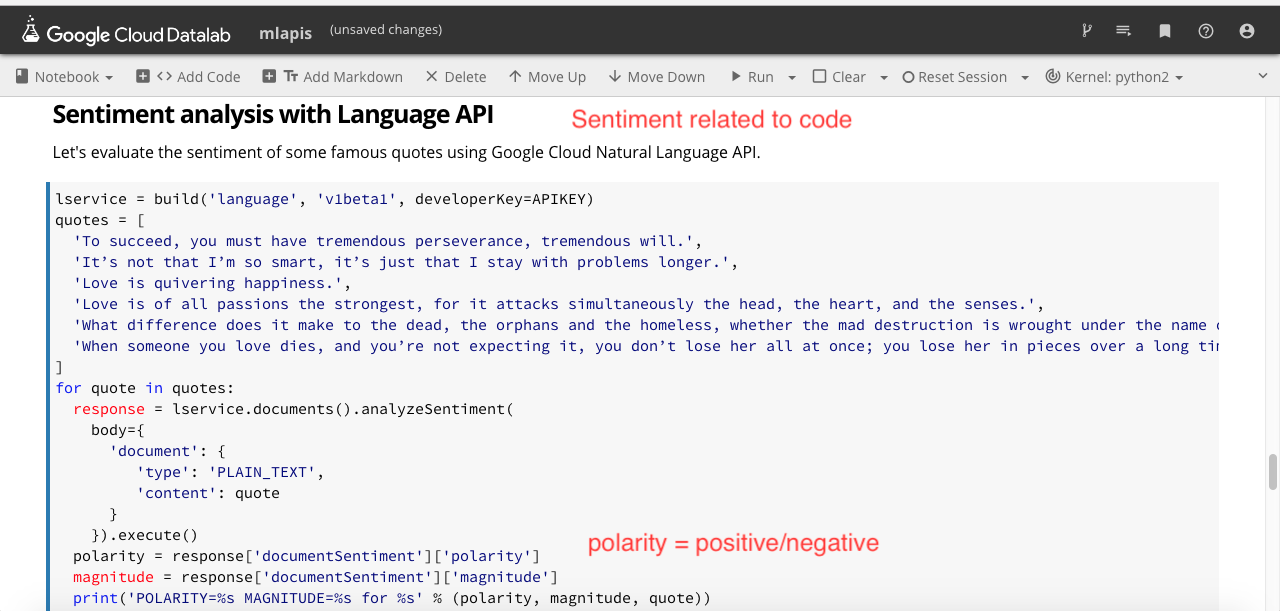 Google Cloud Datalab mlapis (unsaved changes)
Notebook Add Code Add Markdown Delete Move Up Move Down Run Clear Reset Session Kernel: python2
Sentiment analysis with Language API
Sentiment related to code
Let's evaluate the sentiment of some famous quotes using Google Cloud Natural Language API.
lservice = build('language', 'v1beta1', developerKey=APIKEY)
quotes = [
  'To succeed, you must have tremendous perseverance, tremendous will.',
  'It’s not that I’m so smart, it’s just that I stay with problems longer.',
  'Love is quivering happiness.',
  'Love is of all passions the strongest, for it attacks simultaneously the head, the heart, and the senses.',
  'What difference does it make to the dead, the orphans and the homeless, whether the mad destruction is wrought under the name
  'When someone you love dies, and you’re not expecting it, you don’t lose her all at once; you lose her in pieces over a long
]
for quote in quotes:
  response = lservice.documents().analyzeSentiment(
    body={
      'document': {
         'type': 'PLAIN_TEXT',
         'content': quote
      }
    }).execute()
  polarity = response['documentSentiment']['polarity']
polarity = positive/negative
  magnitude = response['documentSentiment']['magnitude']
  print('POLARITY=%s MAGNITUDE=%s for %s' % (polarity, magnitude, quote))